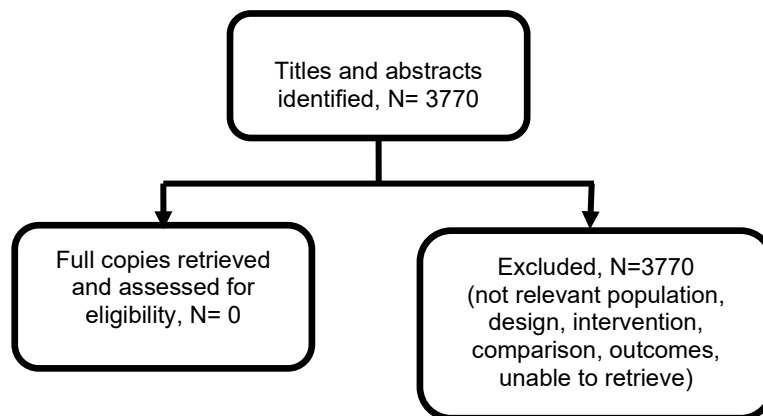 Titles and abstracts
identified, N= 3770
Full copies retrieved
and assessed for
eligibility, N= 0
Excluded, N=3770
(not relevant population,
design, intervention,
comparison, outcomes,
unable to retrieve)